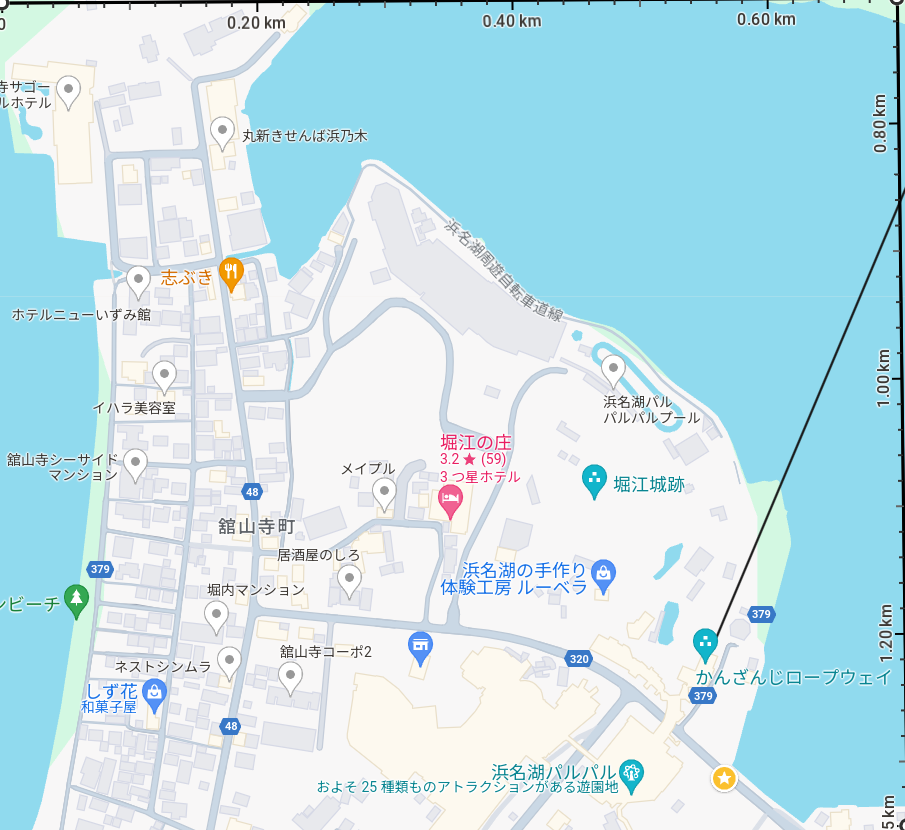 0
0.20 km
0.40 km
0.60 km
寺サゴー
ルホテル
0.80 km
丸新きせんば浜乃木
浜名湖周遊自転車道線
志ぶき
ホテルニューいずみ館
1.00 km
イハラ美容室
浜名湖パル
パルパルプール
堀江の庄
3.2 ★ (59)
3 つ星ホテル
舘山寺シーサイド
マンション
メイプル
堀江城跡
48
舘山寺町
居酒屋のしろ
379
浜名湖の手作り
体験工房 ルーベラ
堀内マンション
ンビーチ
379
1.20 km
舘山寺コーポ2
320
ネストシンムラ
かんざんじロープウェイ
しず花
和菓子屋
379
48
浜名湖パルパル
およそ 25 種類ものアトラクションがある遊園地
5 km